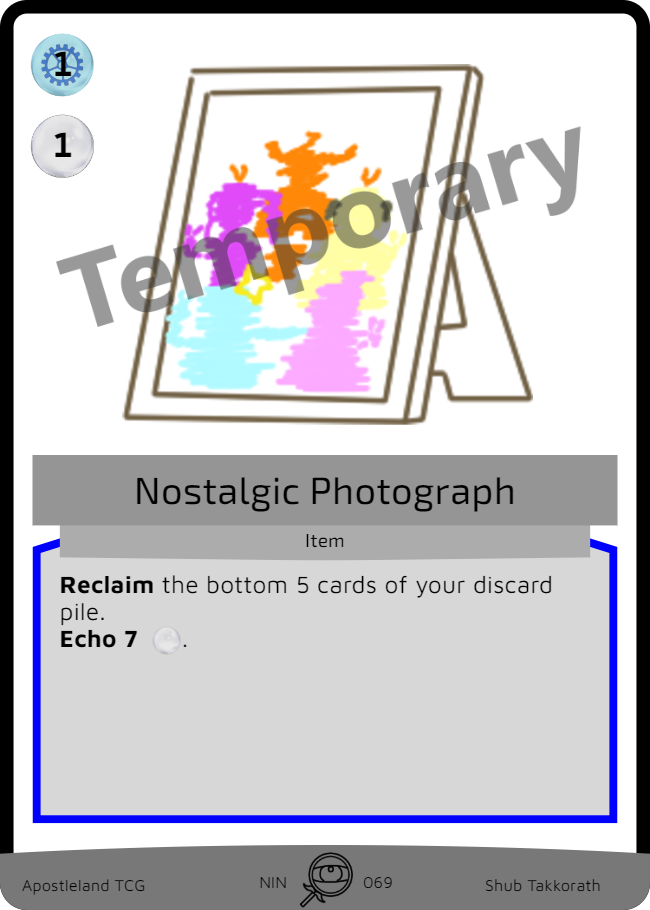 1
1
Temporary
Nostalgic Photograph
Item
Reclaim the bottom 5 cards of your discard
pile.
Echo 7 .
Apostleland TCG NIN 069 Shub Takkorath